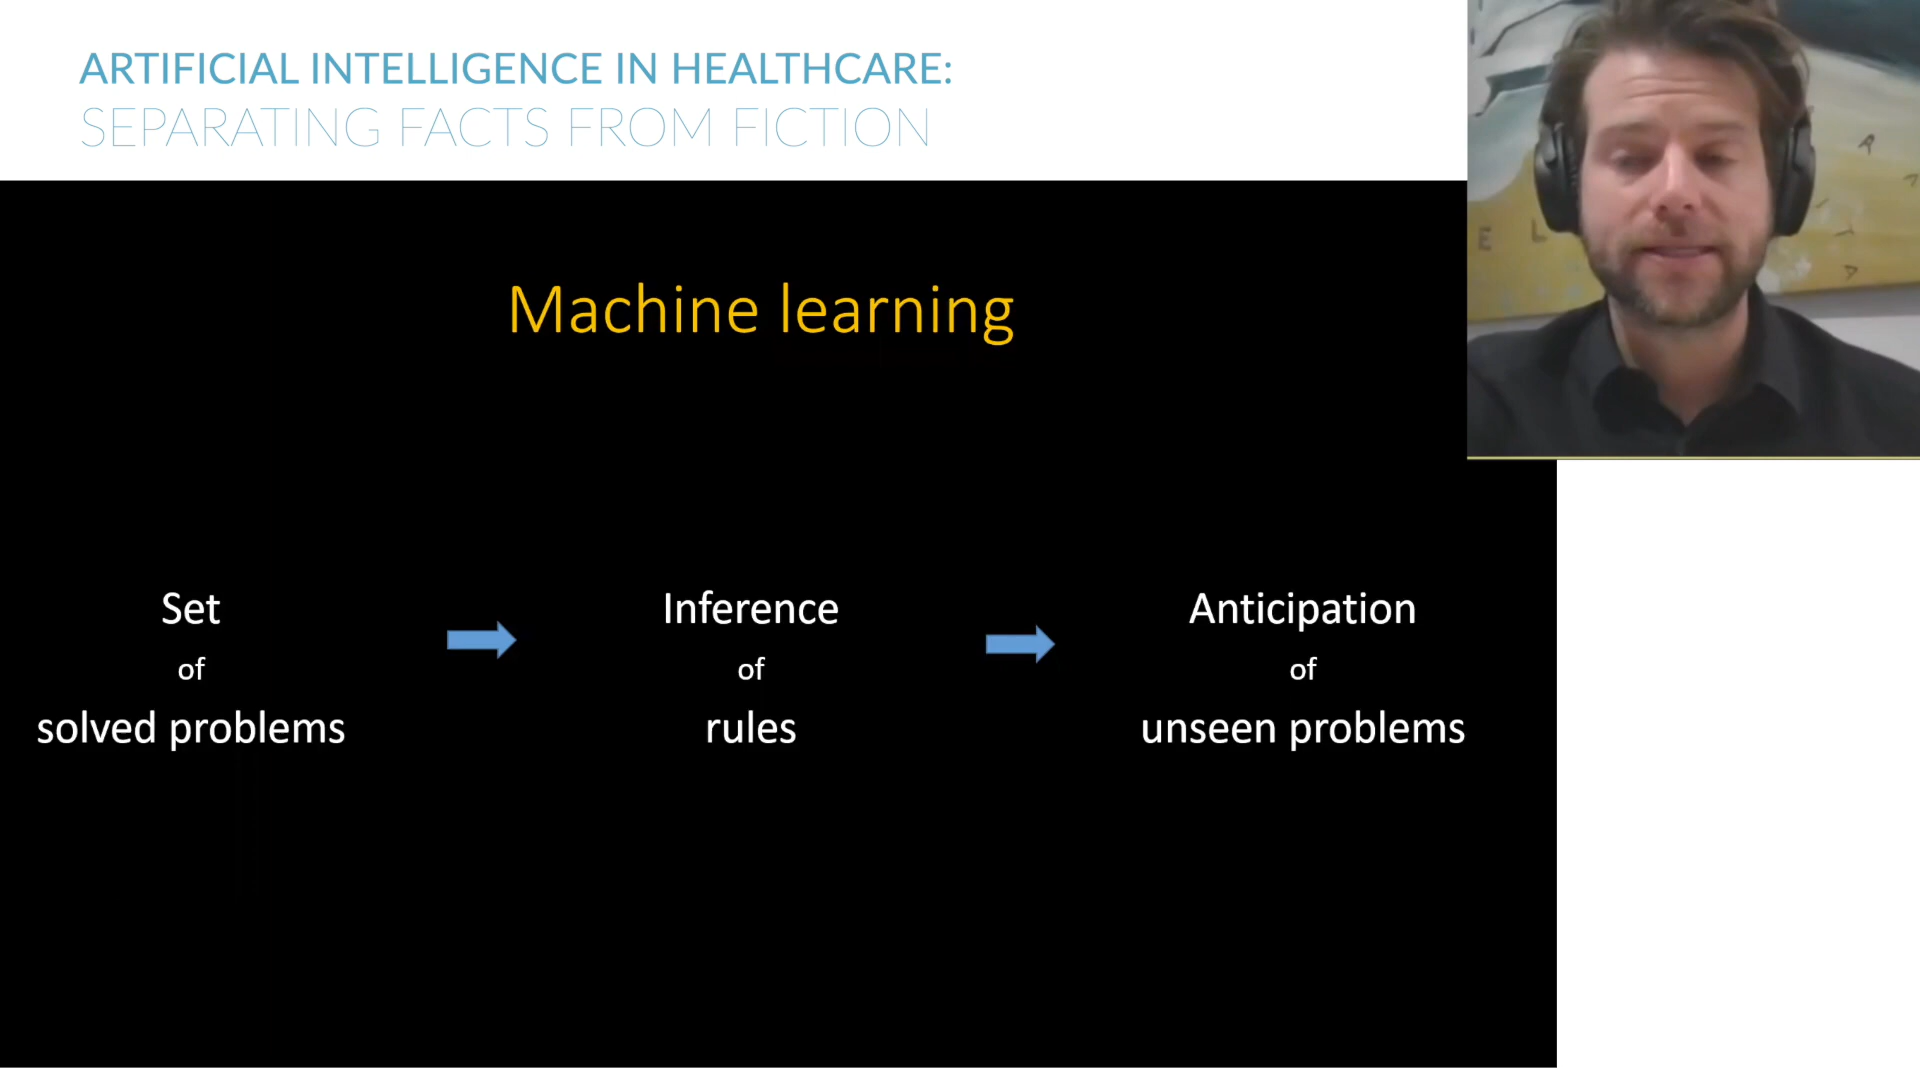 ARTIFICIAL INTELLIGENCE IN HEALTHCARE:
SEPARATING FACTS FROM FICTION
Machine learning
Set
of
solved problems
Inference
of
rules
Anticipation
of
unseen problems
E L